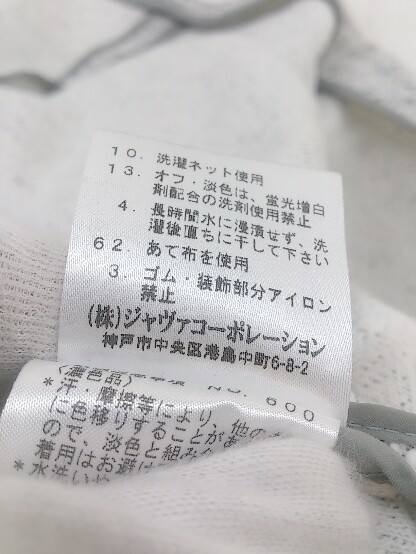 10. 洗濯ネット使用
13. オフ・淡色は、蛍光増白
剤配合の洗剤使用禁止
4. 長時間水に浸漬せず、洗
濯後直ちに干して下さい
62. あて布を使用
3. ゴム・装飾部分アイロン
禁止
(株)ジャヴァコーポレーション
神戸市中央区港島中町6-8-2
NO. 600
*汗、摩擦等により、他の
に色移りすることがあ
ので、淡色と組み
着用はお避け
*水洗い